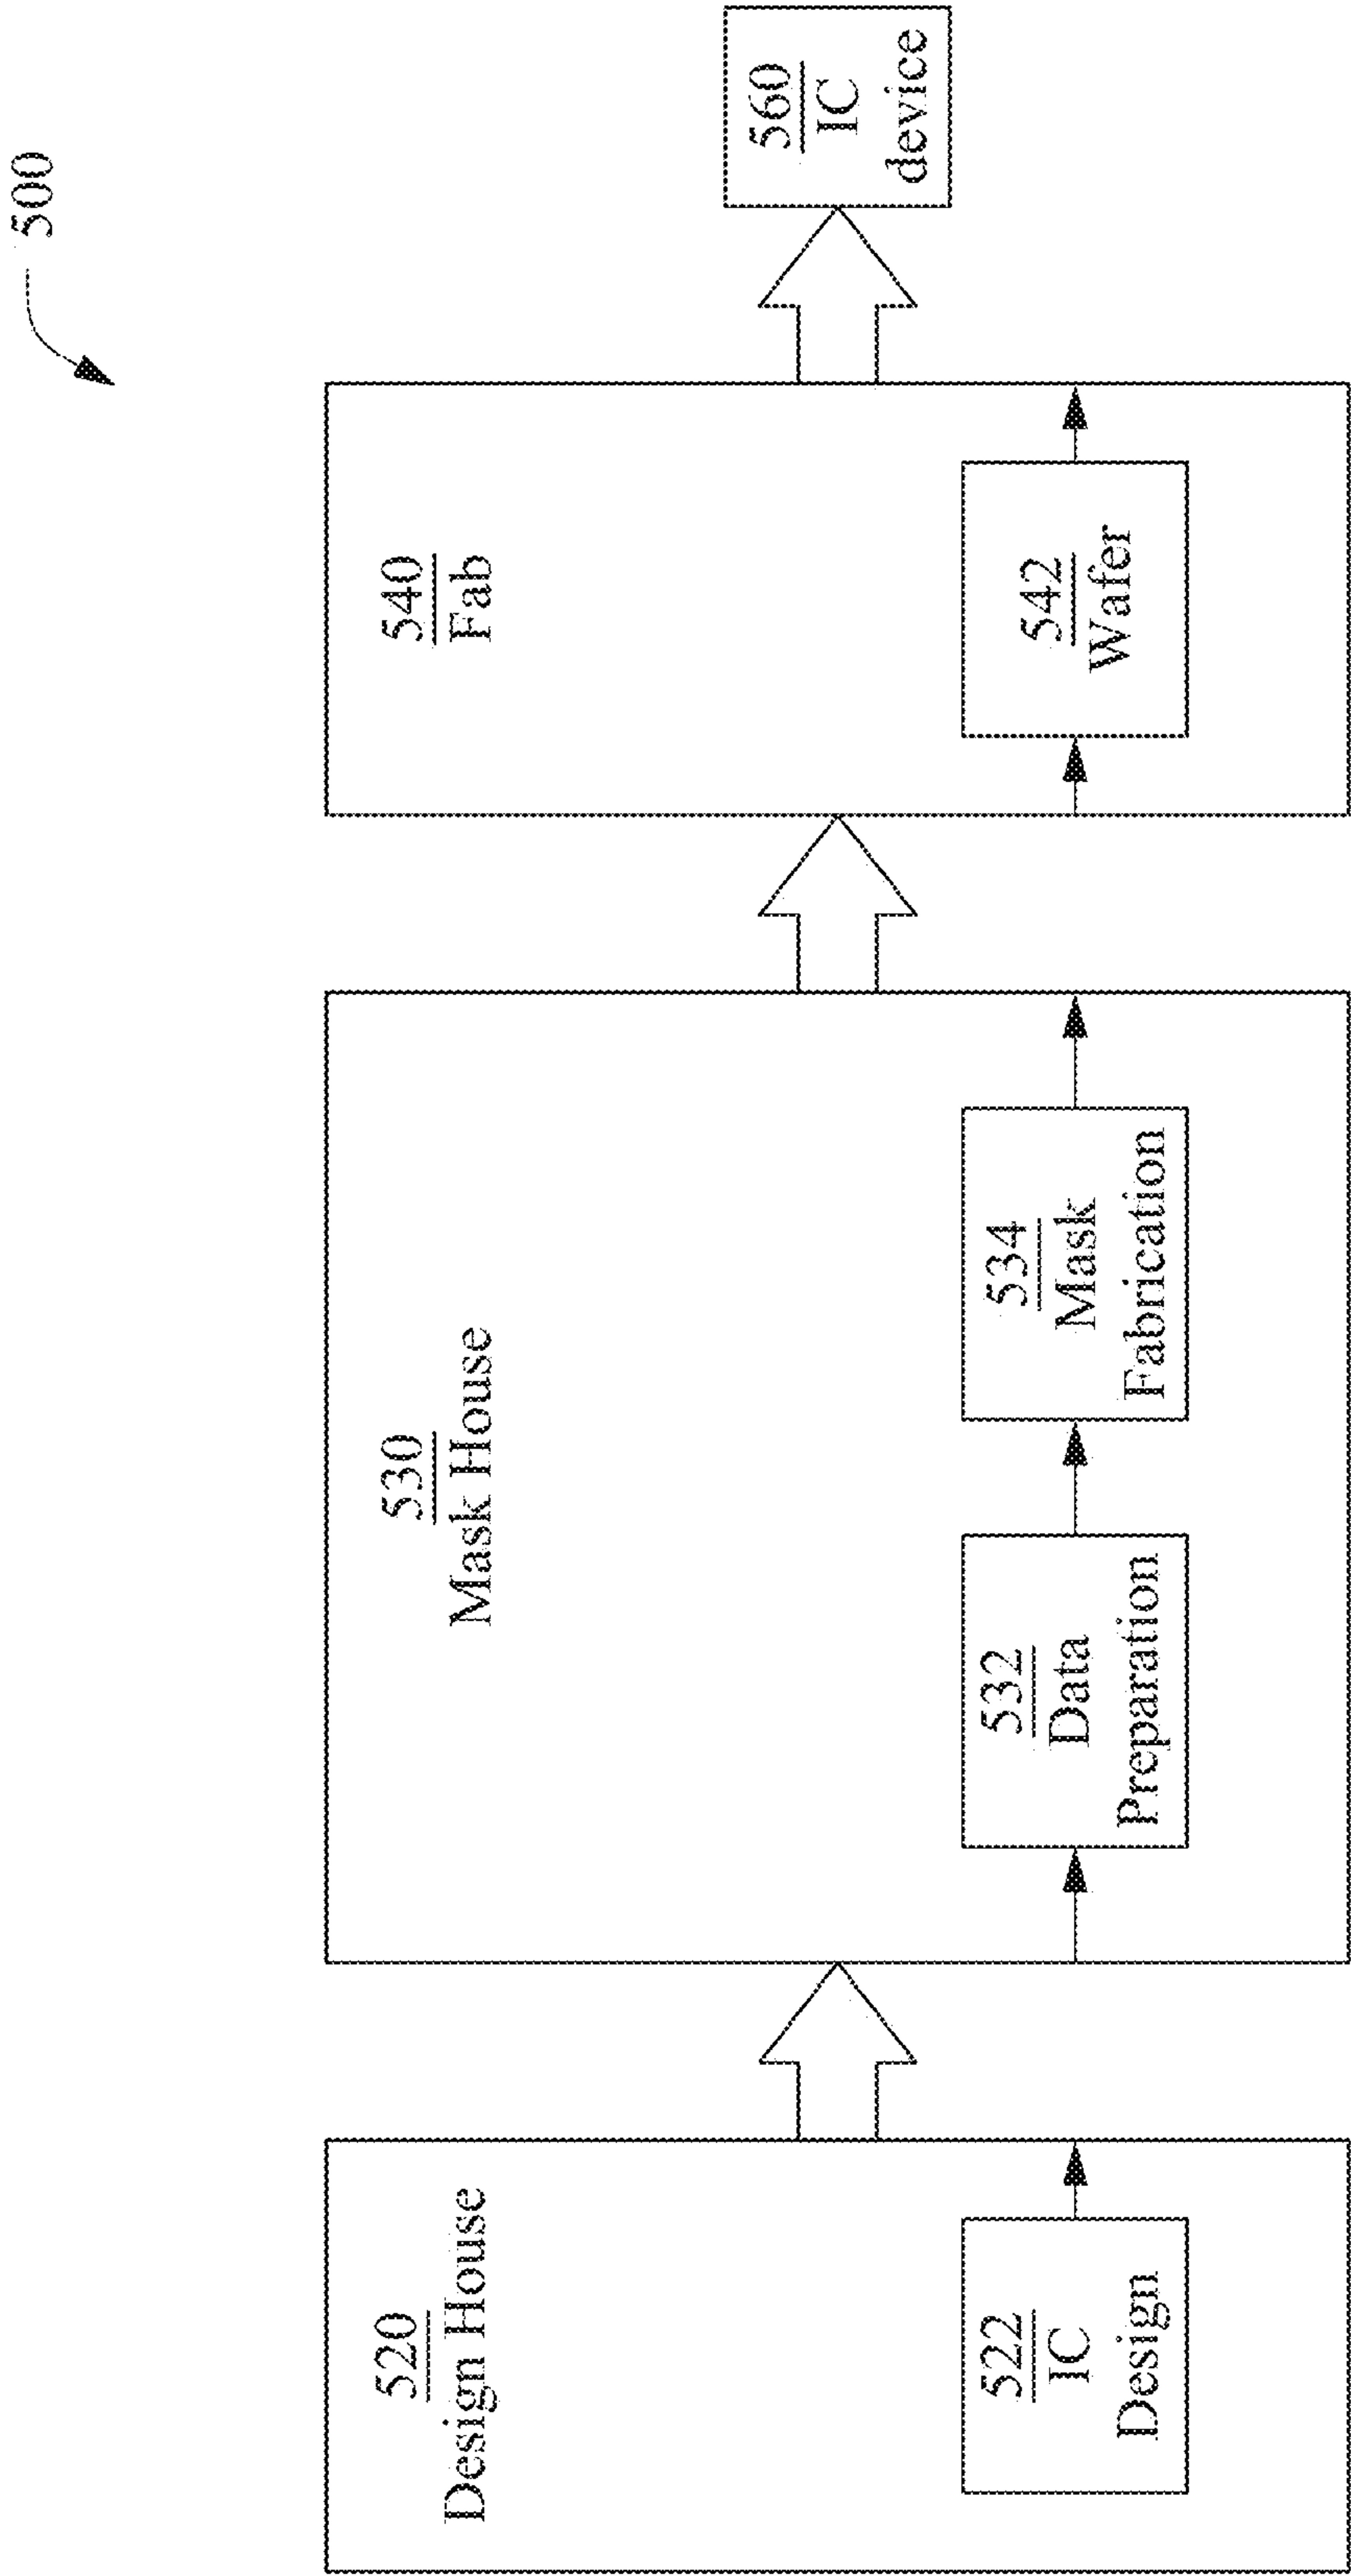 500
520
Design House
522
IC
Design
530
Mask House
532
Data
Preparation
534
Mask
Fabrication
540
Fab
542
Wafer
560
IC
device